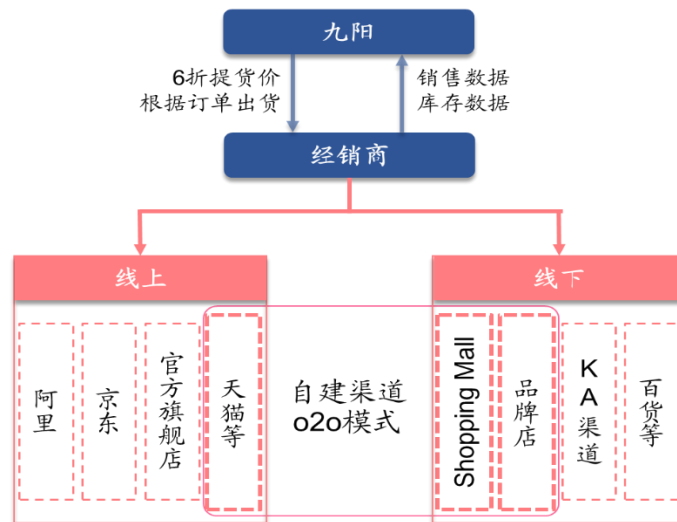 九阳
6折提货价
根据订单出货
销售数据
库存数据
经销商
线上
线下
阿里
京东
官方旗舰店
天猫等
自建渠道
o2o模式
Shopping Mall
品牌店
KA渠道
百货等